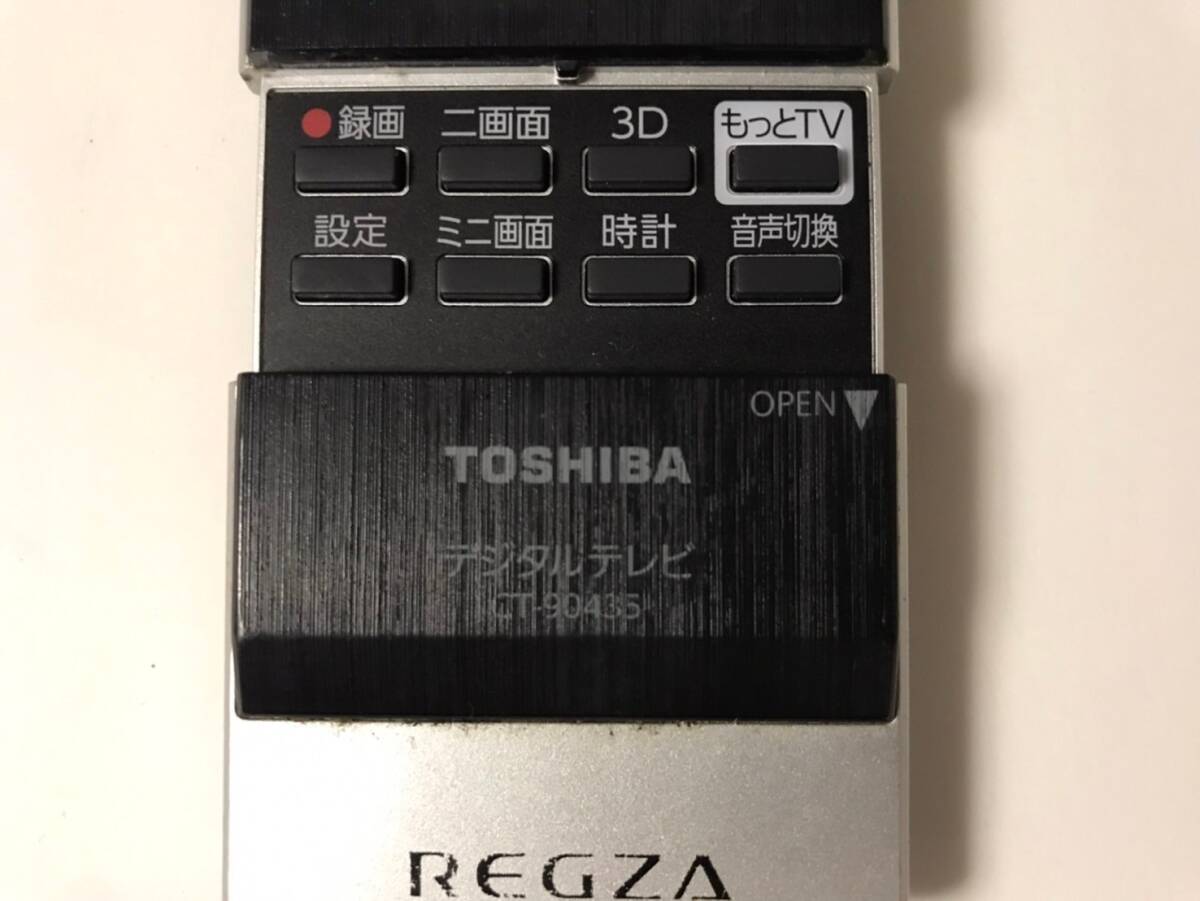 録画 二画面 3D もっとTV
設定 ミニ画面 時計 音声切換
OPEN
TOSHIBA
デジタルテレビ
CT-90435
REGZA